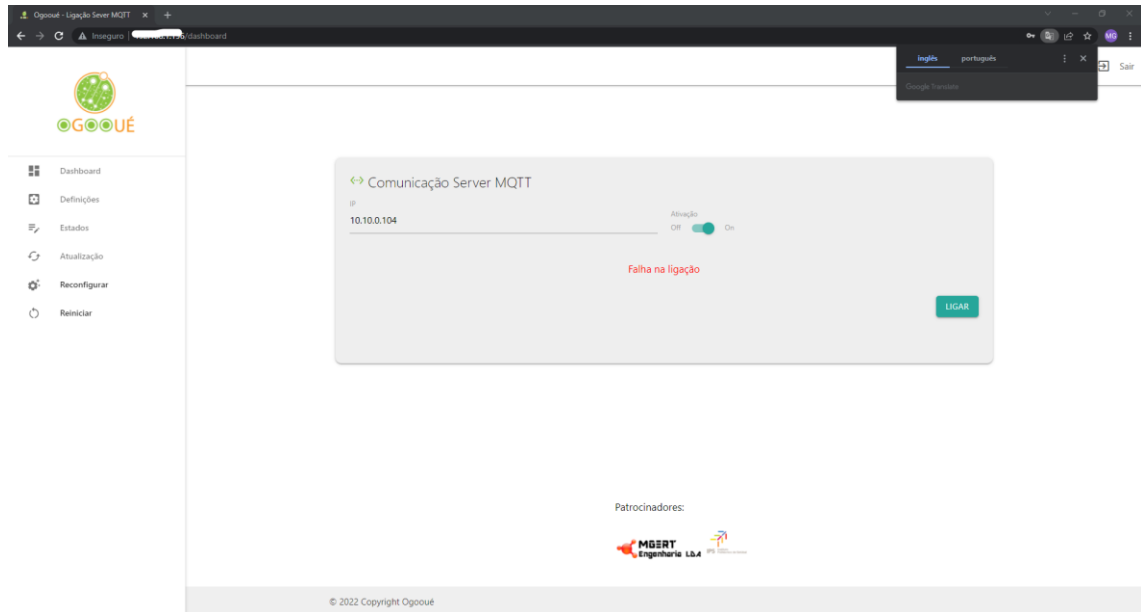 Ogooué - Ligação Sever MQTT
Inseguro
/dashboard
MG
inglês português
Google Translate
Sair
OGOOUÉ
Dashboard
Definições
Estados
Atualização
Reconfigurar
Reiniciar
Comunicação Server MQTT
IP
10.10.0.104
Ativação
Off On
Falha na ligação
LIGAR
Patrocinadores:
MGERT
Engenharia LDA
© 2022 Copyright Ogooué